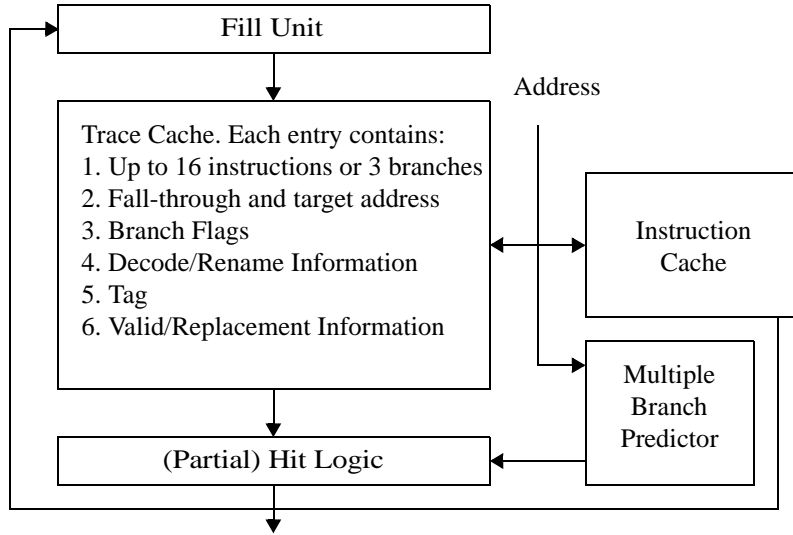 Fill Unit
Address
Trace Cache. Each entry contains:
1. Up to 16 instructions or 3 branches
2. Fall-through and target address
3. Branch Flags
4. Decode/Rename Information
5. Tag
6. Valid/Replacement Information
Instruction
Cache
Multiple
Branch
Predictor
(Partial) Hit Logic